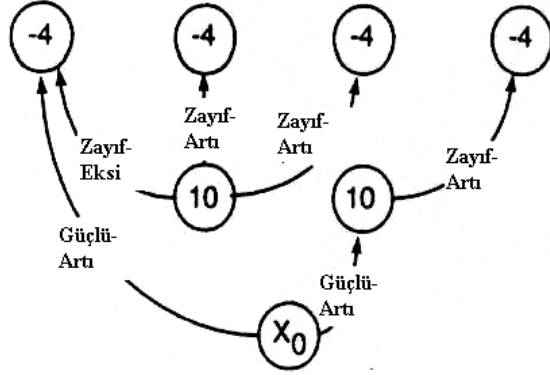 -4 -4 -4 -4
Zayıf-
Artı
Zayıf-
Artı
Zayıf-
Eksi
Zayıf-
Artı
10 10
Güçlü-
Artı
Güçlü-
Artı
X0